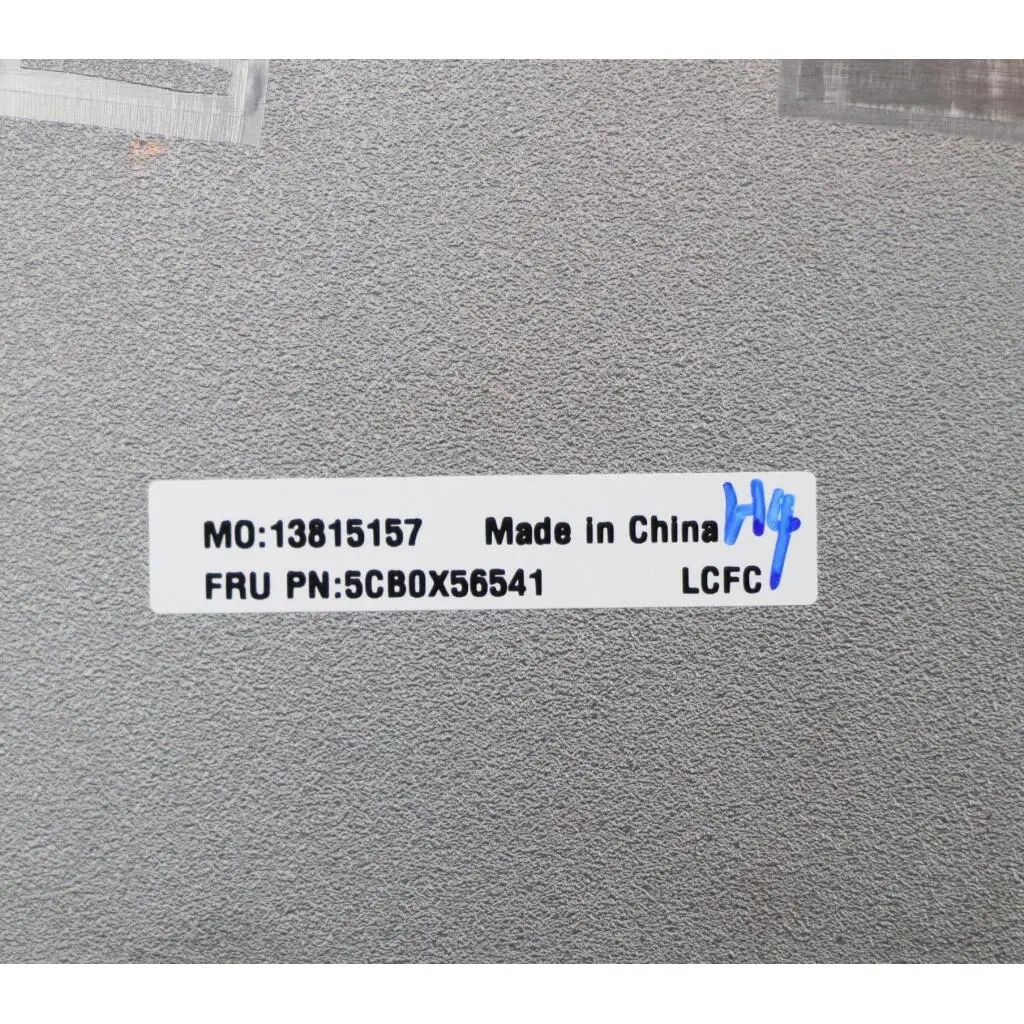 MO:13815157 Made in China
FRU PN:5CB0X56541 LCFC